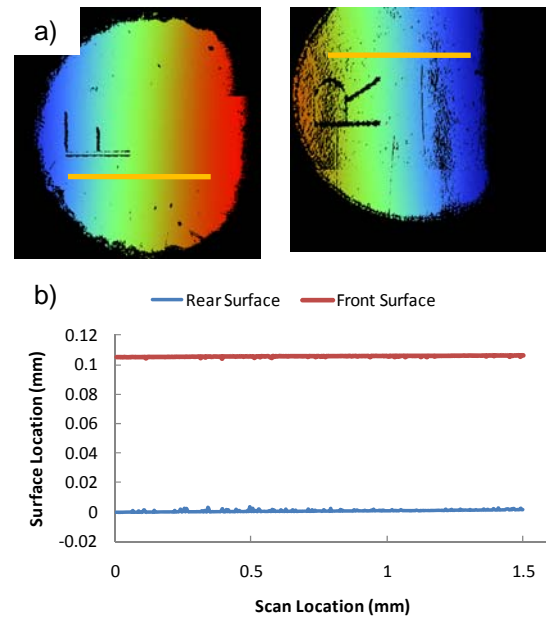 a)
F
R
b)
Rear Surface
Front Surface
0.12
0.1
0.08
0.06
0.04
0.02
0
-0.02
Surface Location (mm)
0
0.5
1
1.5
Scan Location (mm)